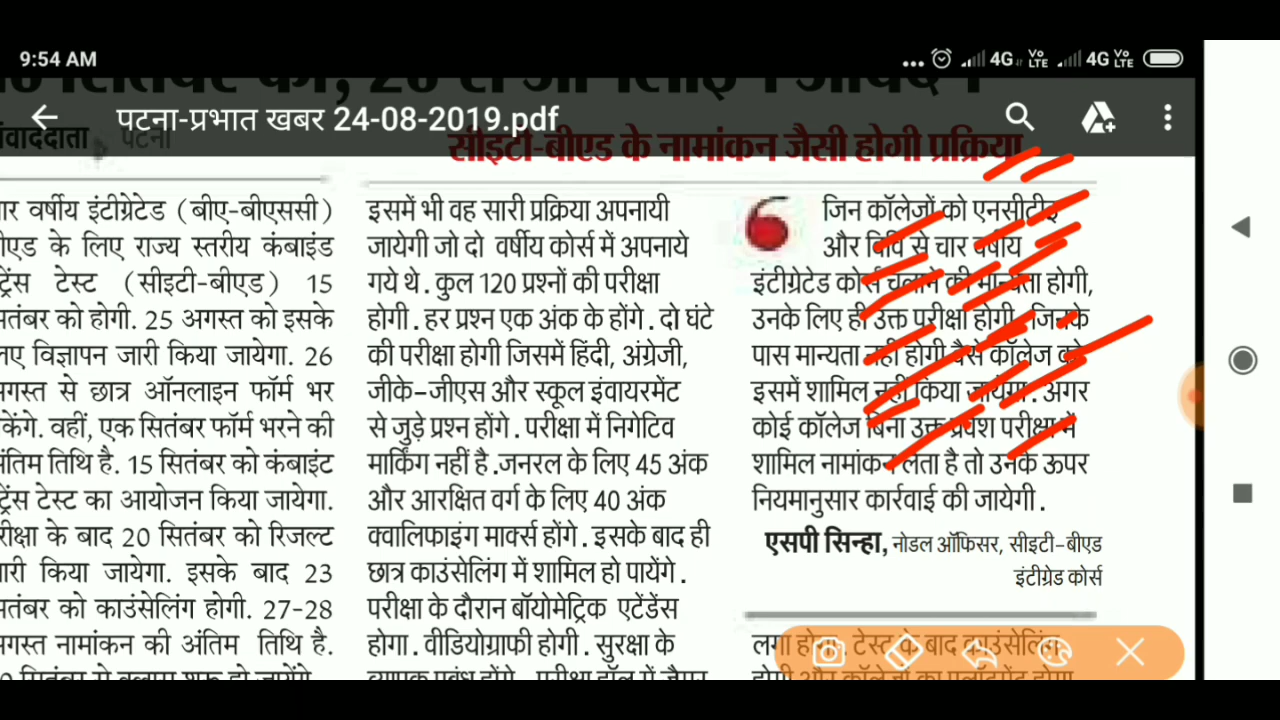 9:54 AM
4G VoLTE 4G VoLTE
पटना-प्रभात खबर 24-08-2019.pdf
पटना
सीइटी-बीएड के नामांकन जैसी होगी प्रक्रिया
वर्षीय इंटीग्रेटेड (बीए-बीएससी)
के लिए राज्य स्तरीय कंबाइंड
टेस्ट (सीइटी-बीएड) 15
को होगी. 25 अगस्त को इसके
विज्ञापन जारी किया जायेगा. 26
से छात्र ऑनलाइन फॉर्म भर
वहीं, एक सितंबर फॉर्म भरने की
तिथि है. 15 सितंबर को कंबाइंट
टेस्ट का आयोजन किया जायेगा.
के बाद 20 सितंबर को रिजल्ट
किया जायेगा. इसके बाद 23
को काउंसेलिंग होगी. 27-28
नामांकन की अंतिम तिथि है.
इसमें भी वह सारी प्रक्रिया अपनायी
जायेगी जो दो वर्षीय कोर्स में अपनाये
गये थे. कुल 120 प्रश्नों की परीक्षा
होगी. हर प्रश्न एक अंक के होंगे. दो घंटे
की परीक्षा होगी जिसमें हिंदी, अंग्रेजी,
जीके-जीएस और स्कूल इंवायरमेंट
से जुड़े प्रश्न होंगे. परीक्षा में निगेटिव
मार्किंग नहीं है. जनरल के लिए 45 अंक
और आरक्षित वर्ग के लिए 40 अंक
क्वालिफाइंग मार्क्स होंगे. इसके बाद ही
छात्र काउंसेलिंग में शामिल हो पायेंगे.
परीक्षा के दौरान बॉयोमेट्रिक एटेंडेंस
होगा. वीडियोग्राफी होगी. सुरक्षा के
जिन कॉलेजों को एनसीटीइ
और विवि से चार वर्षीय
इंटीग्रेटेड कोर्स चलाने की मान्यता होगी,
उनके लिए ही उक्त परीक्षा होगी. जिनके
पास मान्यता नहीं होगी वैसे कॉलेज को
इसमें शामिल नहीं किया जायेगा. अगर
कोई कॉलेज बिना उक्त प्रवेश परीक्षा में
शामिल नामांकन लेता है तो उनके ऊपर
नियमानुसार कार्रवाई की जायेगी.
एसपी सिन्हा, नोडल ऑफिसर, सीइटी-बीएड
इंटीग्रेड कोर्स
होगा. टेस्ट के बाद काउंसेलिंग